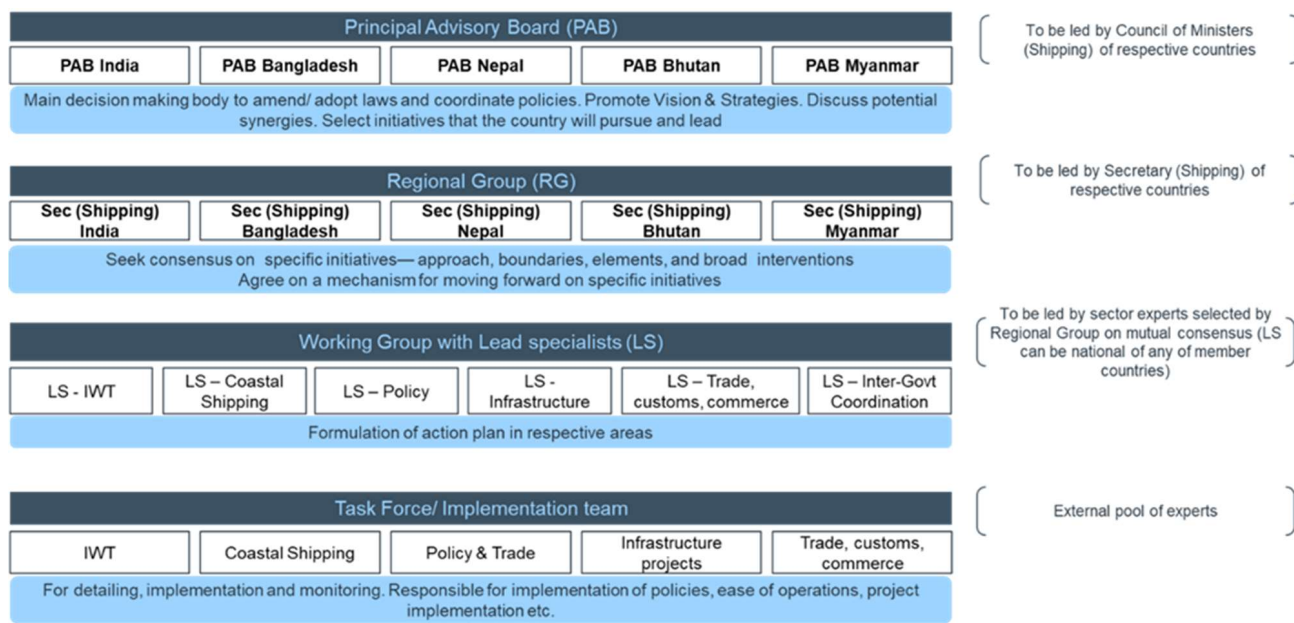 Principal Advisory Board (PAB)
PAB India
PAB Bangladesh
PAB Nepal
PAB Bhutan
PAB Myanmar
Main decision making body to amend/ adopt laws and coordinate policies. Promote Vision & Strategies. Discuss potential
synergies. Select initiatives that the country will pursue and lead
To be led by Council of Ministers
(Shipping) of respective countries
Regional Group (RG)
Sec (Shipping)
India
Sec (Shipping)
Bangladesh
Sec (Shipping)
Nepal
Sec (Shipping)
Bhutan
Sec (Shipping)
Myanmar
Seek consensus on specific initiatives— approach, boundaries, elements, and broad interventions
Agree on a mechanism for moving forward on specific initiatives
To be led by Secretary (Shipping) of
respective countries
Working Group with Lead specialists (LS)
LS - IWT
LS – Coastal
Shipping
LS – Policy
LS -
Infrastructure
LS – Trade,
customs, commerce
LS – Inter-Govt
Coordination
Formulation of action plan in respective areas
To be led by sector experts selected by
Regional Group on mutual consensus (LS
can be national of any of member
countries)
Task Force/ Implementation team
IWT
Coastal Shipping
Policy & Trade
Infrastructure
projects
Trade, customs,
commerce
For detailing, implementation and monitoring. Responsible for implementation of policies, ease of operations, project
implementation etc.
External pool of experts